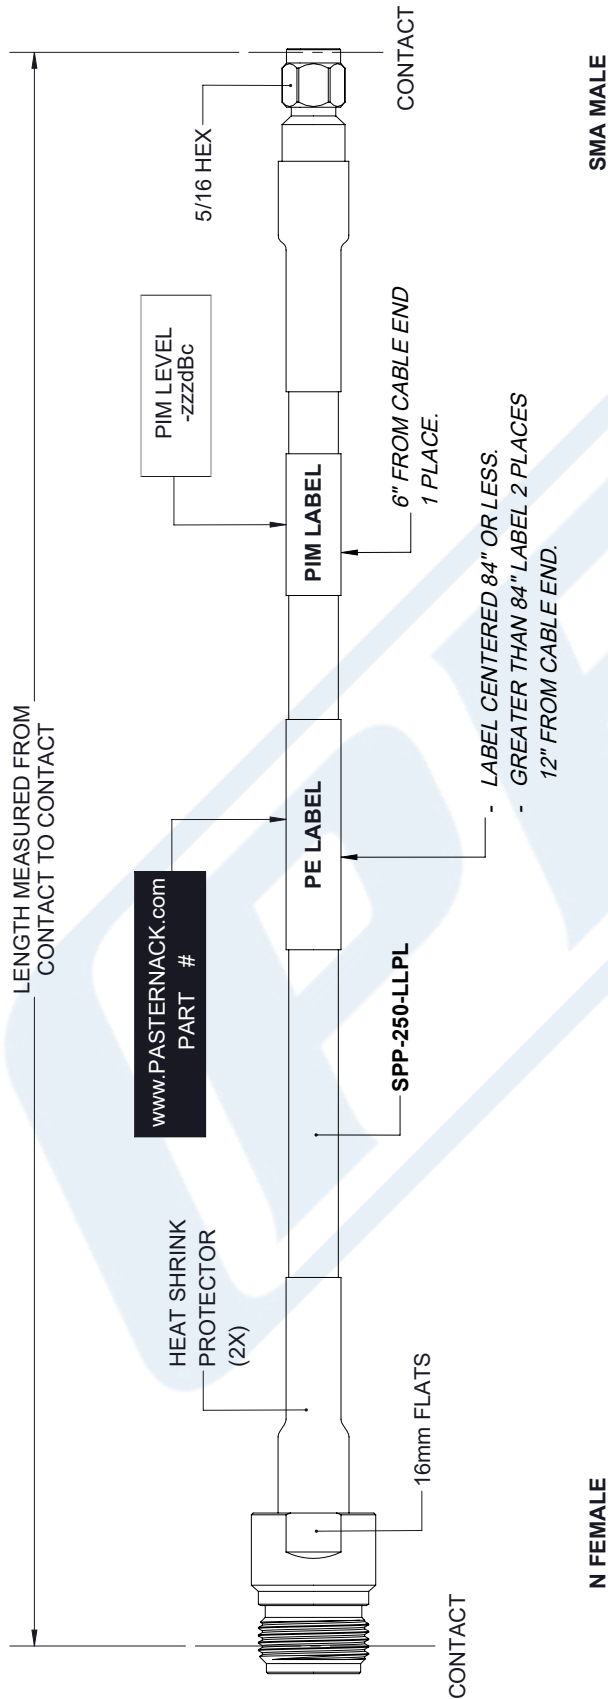 LENGTH MEASURED FROM
CONTACT TO CONTACT
www.PASTERNACK.com
PART #
PIM LEVEL
-zzzdBc
5/16 HEX
HEAT SHRINK
PROTECTOR
(2X)
PE LABEL
PIM LABEL
16mm FLATS
SPP-250-LLPL
6" FROM CABLE END
1 PLACE.
CONTACT
CONTACT
- LABEL CENTERED 84" OR LESS.
- GREATER THAN 84" LABEL 2 PLACES
12" FROM CABLE END.
N FEMALE
SMA MALE